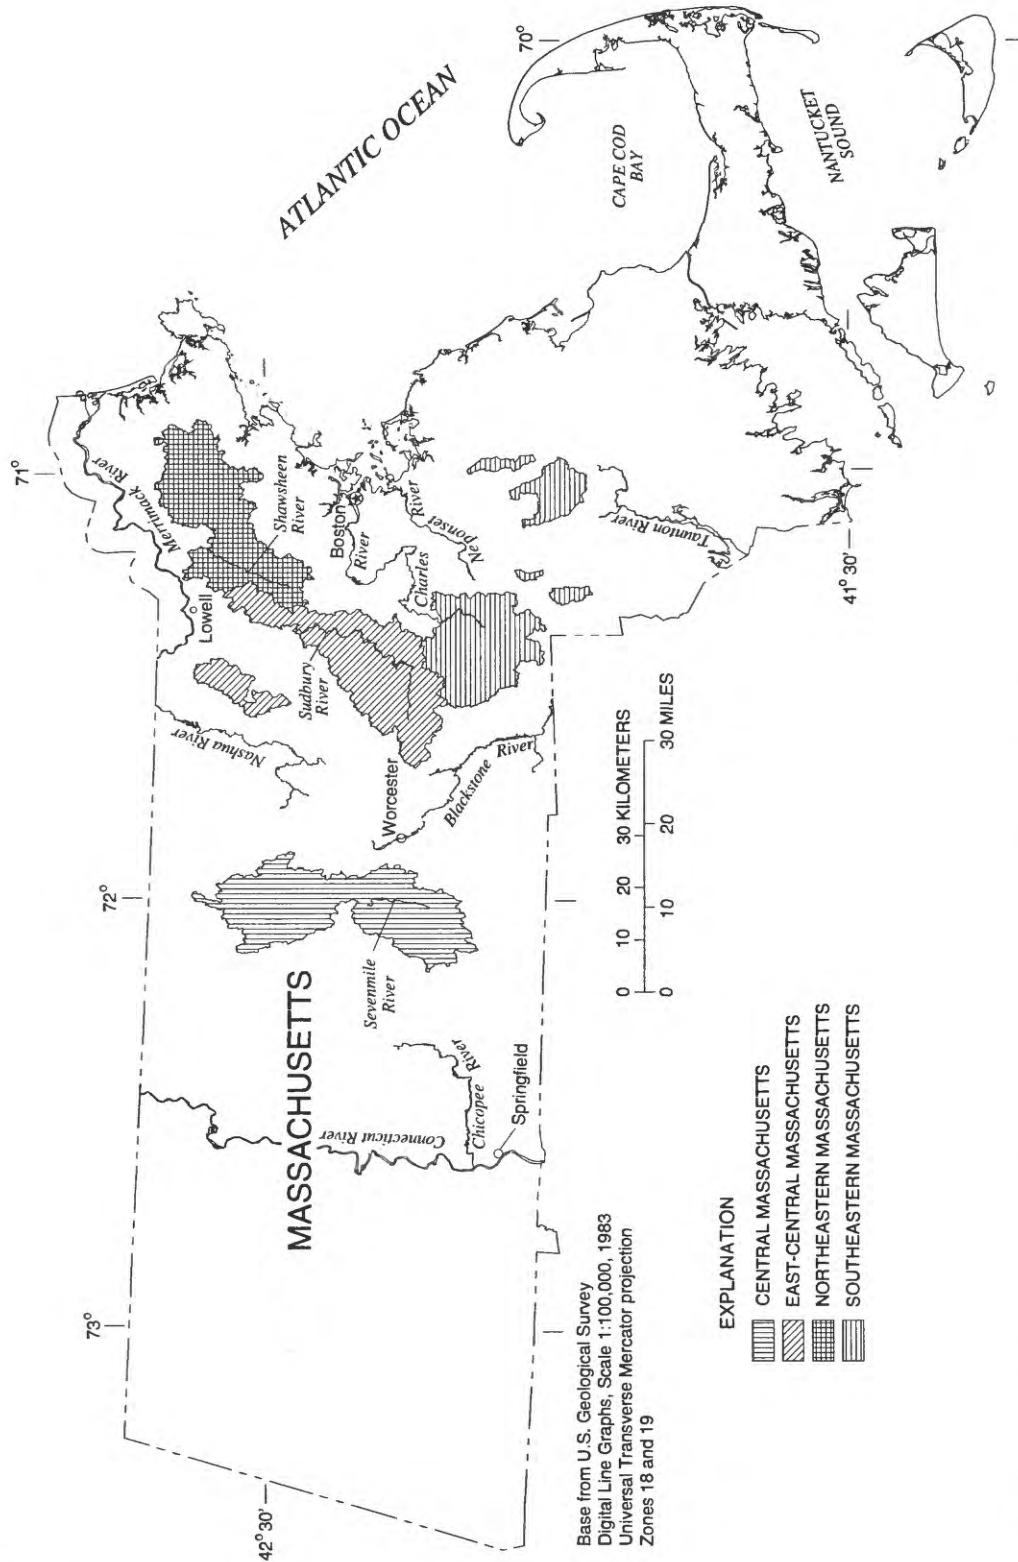 73°
72°
71°
70°
42° 30'
41° 30'
ATLANTIC OCEAN
MASSACHUSETTS
CAPE COD
BAY
NANTUCKET
SOUND
Merrimack River
Shawsheen
River
Lowell
Nashua River
Sudbury
River
Boston
Charles River
Neponset River
Taunton River
Worcester
Blackstone River
Sevenmile
River
Connecticut River
Chicopee River
Springfield
0 10 20 30 KILOMETERS
0 10 20 30 MILES
Base from U.S. Geological Survey
Digital Line Graphs, Scale 1:100,000, 1983
Universal Transverse Mercator projection
Zones 18 and 19
EXPLANATION
CENTRAL MASSACHUSETTS
EAST-CENTRAL MASSACHUSETTS
NORTHEASTERN MASSACHUSETTS
SOUTHEASTERN MASSACHUSETTS